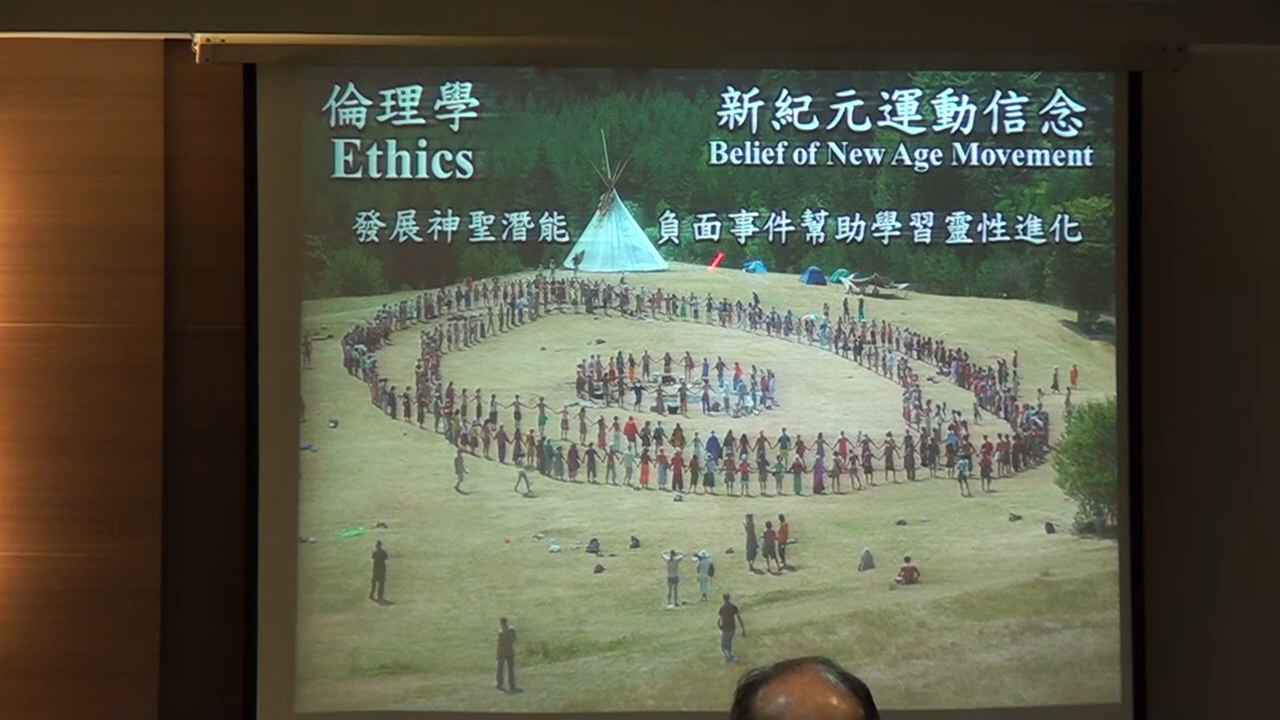 倫理學
Ethics
新紀元運動信念
Belief of New Age Movement
發展神聖潛能
負面事件幫助學習靈性進化